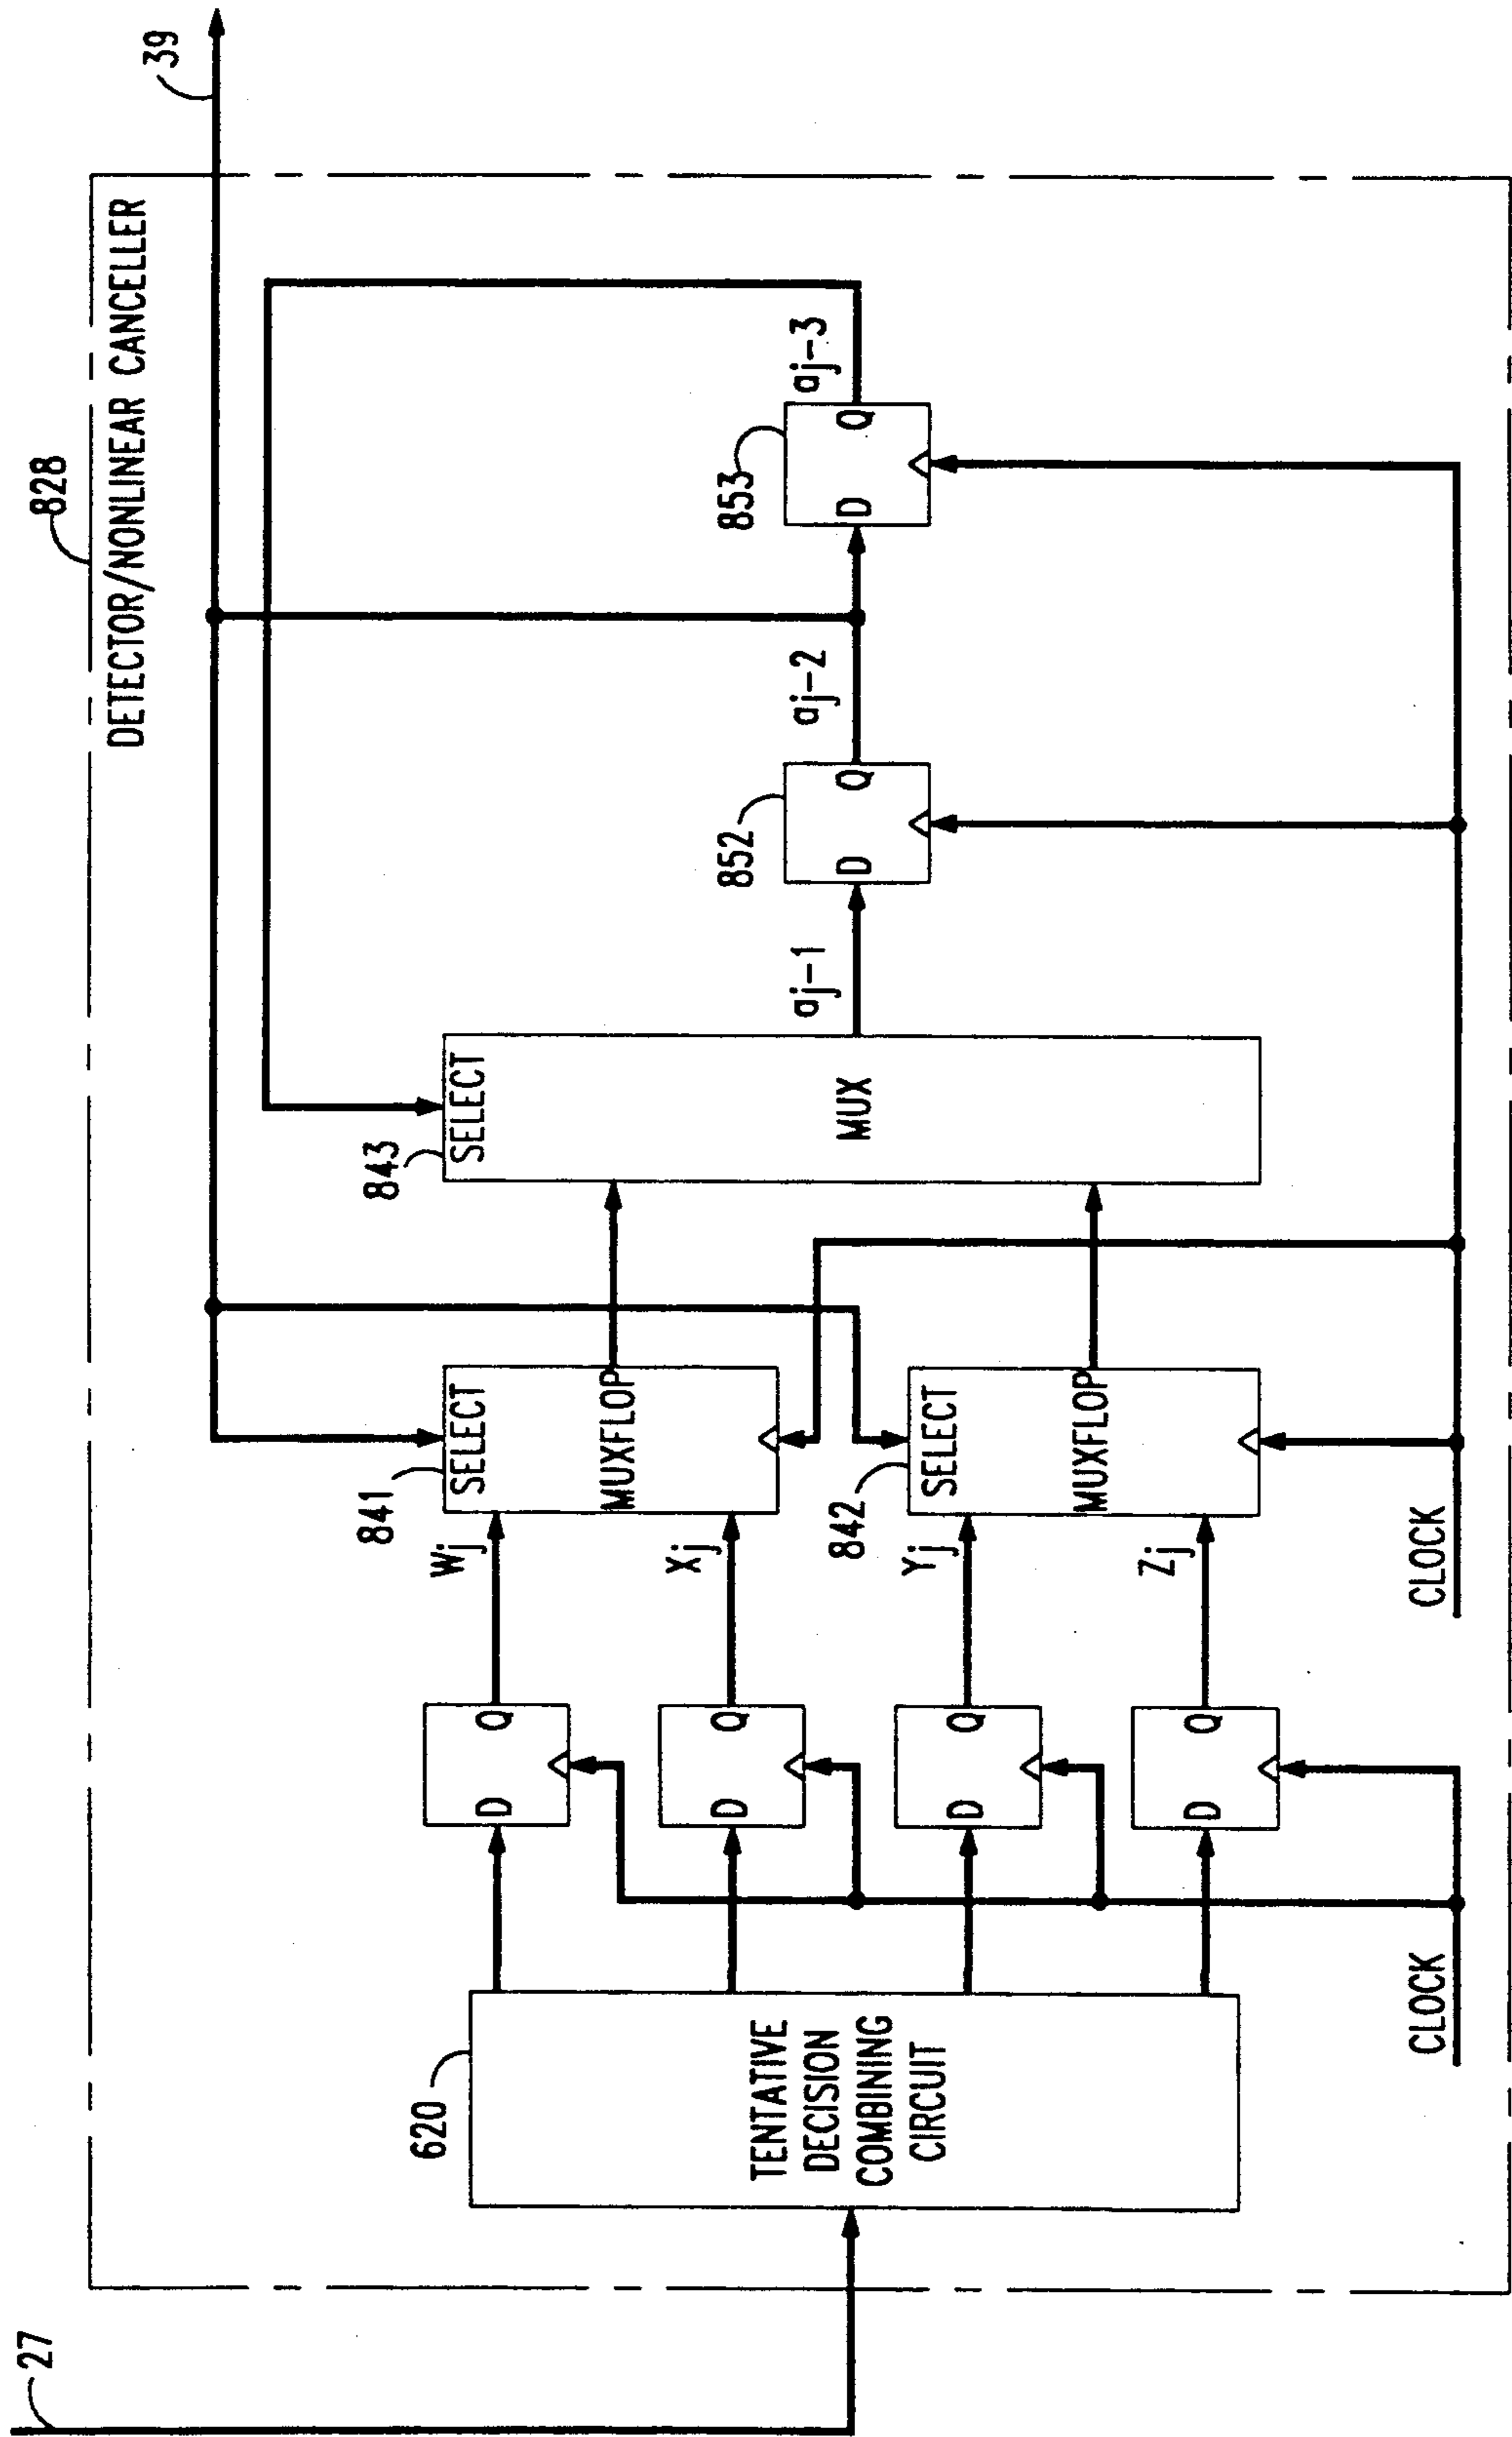 828
DETECTOR/NONLINEAR CANCELLER
27
39
620
TENTATIVE
DECISION
COMBINING
CIRCUIT
D Q
D Q
D Q
D Q
Wj
Xj
Yj
Zj
841
SELECT
MUXFLOP
842
SELECT
MUXFLOP
843
SELECT
MUX
aj-1
852
D Q
aj-2
853
D Q
aj-3
CLOCK
CLOCK